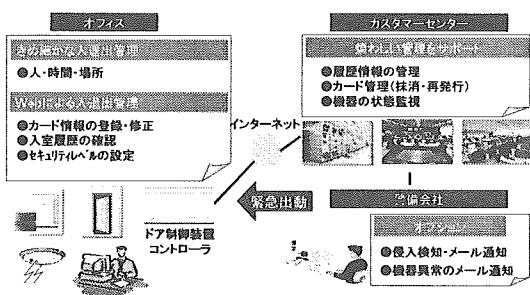 オフィス
きめ細かな入退出管理
●人・時間・場所
Webによる入退出管理
●カード情報の登録・修正
●入室履歴の確認
●セキュリティレベルの設定
カスタマーセンター
煩わしい管理をサポート
●履歴情報の管理
●カード管理(抹消・再発行)
●機器の状態監視
インターネット
ドア制御装置
コントローラ
緊急出動
警備会社
オプション
●侵入検知・メール通知
●機器異常のメール通知